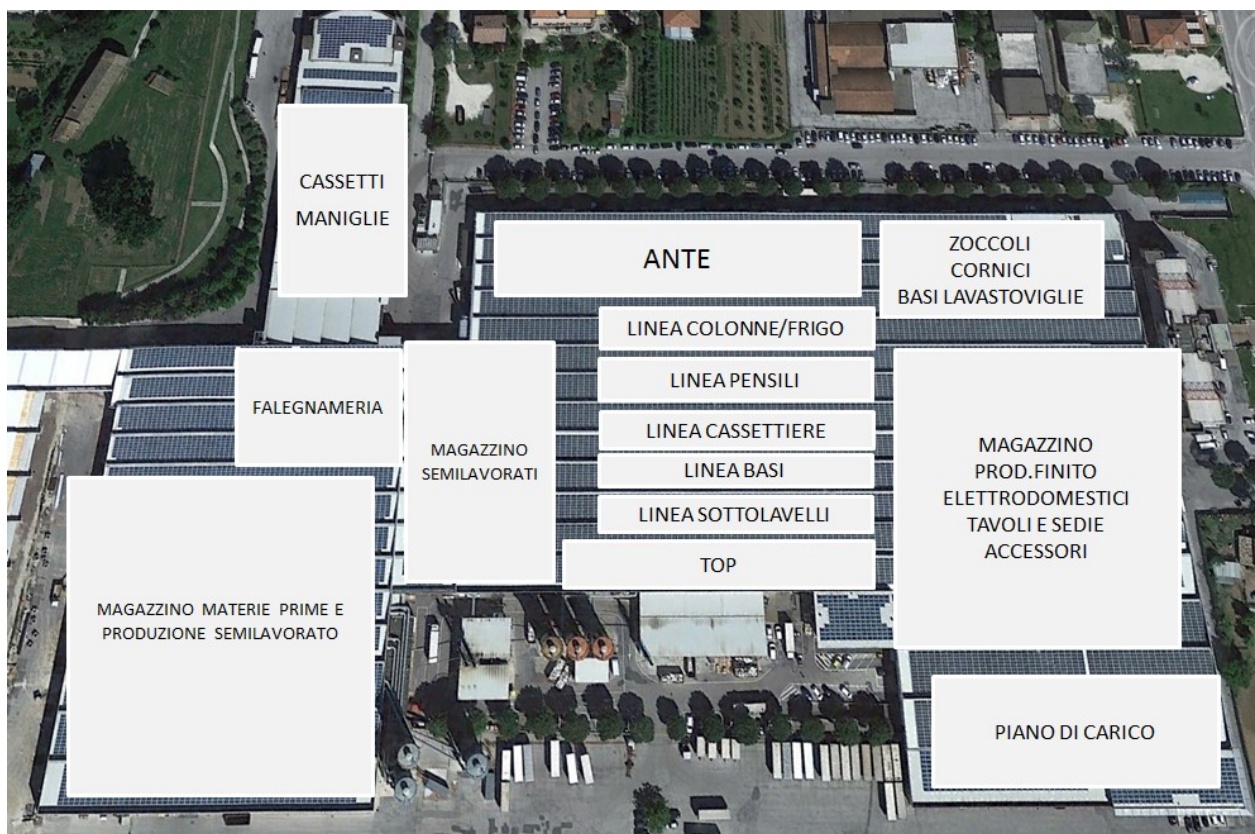 CASSETTI
MANIGLIE
ANTE
ZOCCOLI
CORNICI
BASI LAVASTOVIGLIE
LINEA COLONNE/FRIGO
LINEA PENSILI
LINEA CASSETTIERE
LINEA BASI
LINEA SOTTOLAVELLI
TOP
FALEGNAMERIA
MAGAZZINO
SEMILAVORATI
MAGAZZINO
PROD.FINITO
ELETTRODOMESTICI
TAVOLI E SEDIE
ACCESSORI
MAGAZZINO MATERIE PRIME E
PRODUZIONE SEMILAVORATO
PIANO DI CARICO